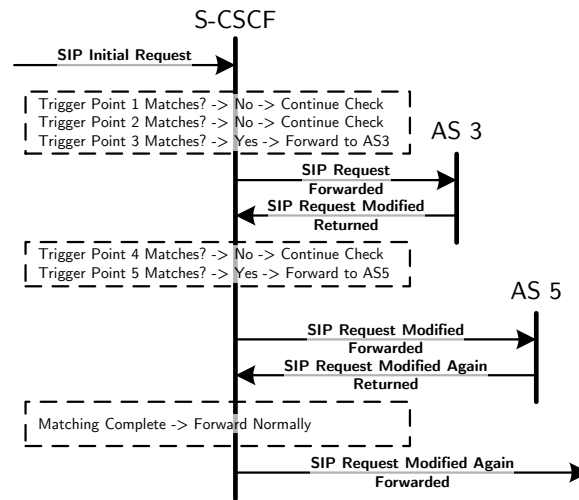 S-CSCF
SIP Initial Request
Trigger Point 1 Matches? -> No -> Continue Check
Trigger Point 2 Matches? -> No -> Continue Check
Trigger Point 3 Matches? -> Yes -> Forward to AS3
AS 3
SIP Request
Forwarded
SIP Request Modified
Returned
Trigger Point 4 Matches? -> No -> Continue Check
Trigger Point 5 Matches? -> Yes -> Forward to AS5
AS 5
SIP Request Modified
Forwarded
SIP Request Modified Again
Returned
Matching Complete -> Forward Normally
SIP Request Modified Again
Forwarded